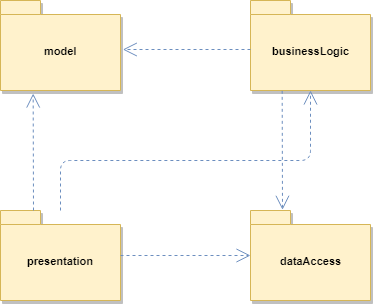 model
businessLogic
presentation
dataAccess